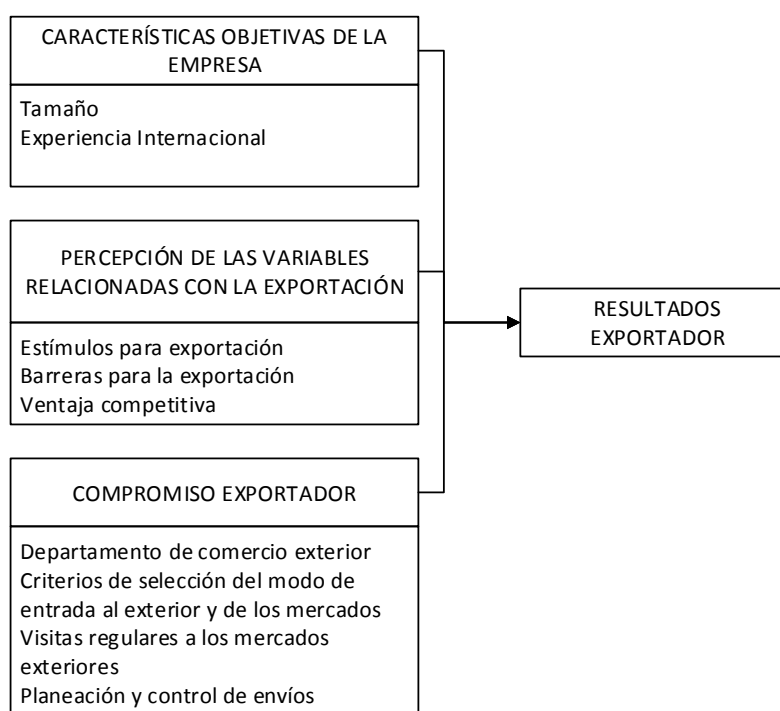 CARACTERÍSTICAS OBJETIVAS DE LA
EMPRESA
Tamaño
Experiencia Internacional
PERCEPCIÓN DE LAS VARIABLES
RELACIONADAS CON LA EXPORTACIÓN
Estímulos para exportación
Barreras para la exportación
Ventaja competitiva
COMPROMISO EXPORTADOR
Departamento de comercio exterior
Criterios de selección del modo de
entrada al exterior y de los mercados
Visitas regulares a los mercados
exteriores
Planeación y control de envíos
RESULTADOS
EXPORTADOR